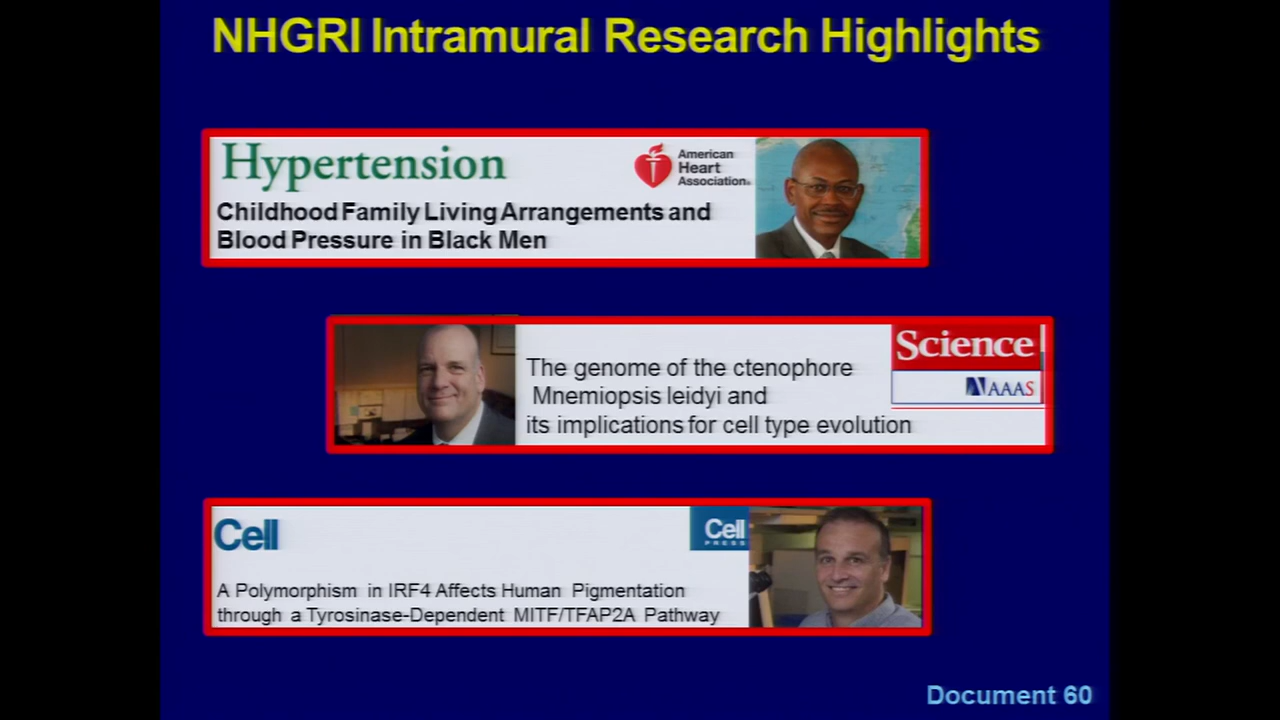 NHGRI Intramural Research Highlights
Hypertension
American
Heart
Association®
Childhood Family Living Arrangements and
Blood Pressure in Black Men
The genome of the ctenophore
Mnemiopsis leidyi and
its implications for cell type evolution
Science
AAAS
Cell
Cell
PRESS
A Polymorphism in IRF4 Affects Human Pigmentation
through a Tyrosinase-Dependent MITF/TFAP2A Pathway
Document 60